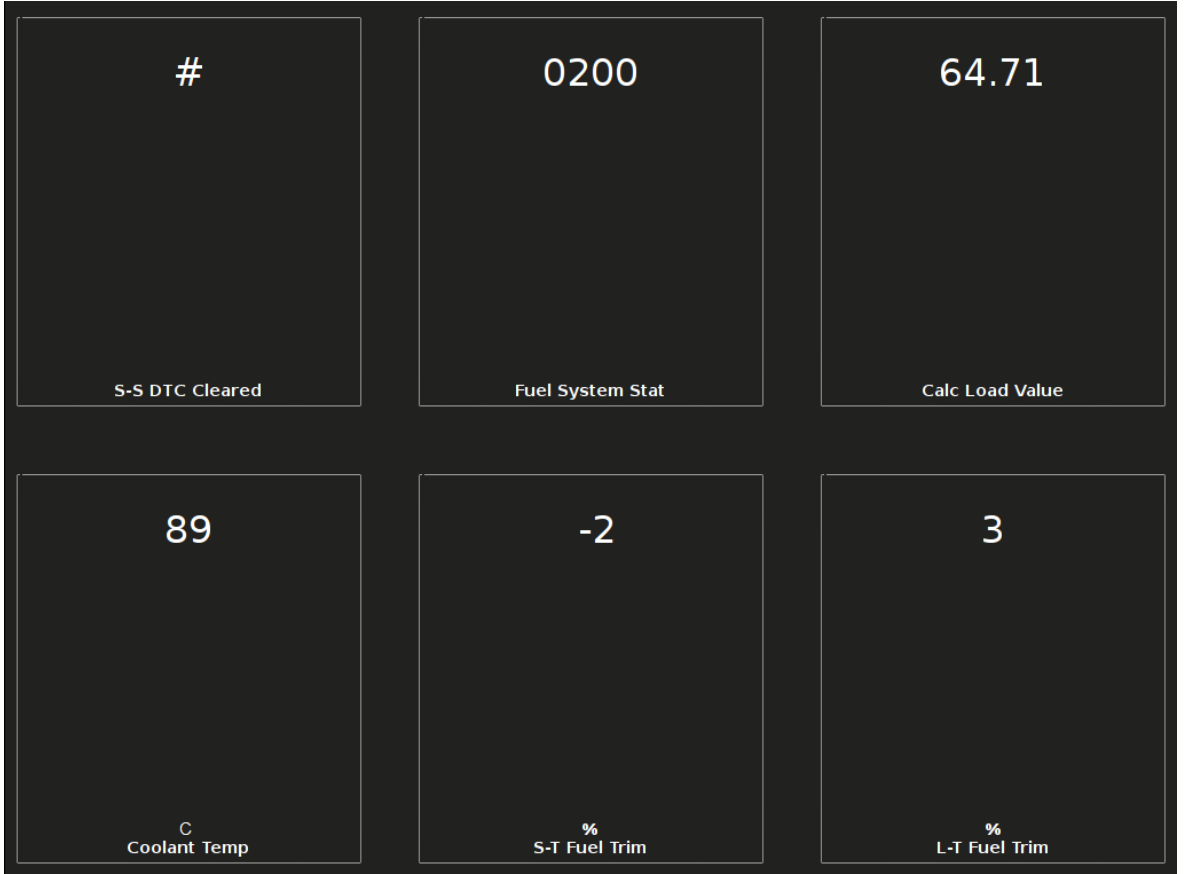 #
S-S DTC Cleared
0200
Fuel System Stat
64.71
Calc Load Value
89
C
Coolant Temp
-2
%
S-T Fuel Trim
3
%
L-T Fuel Trim